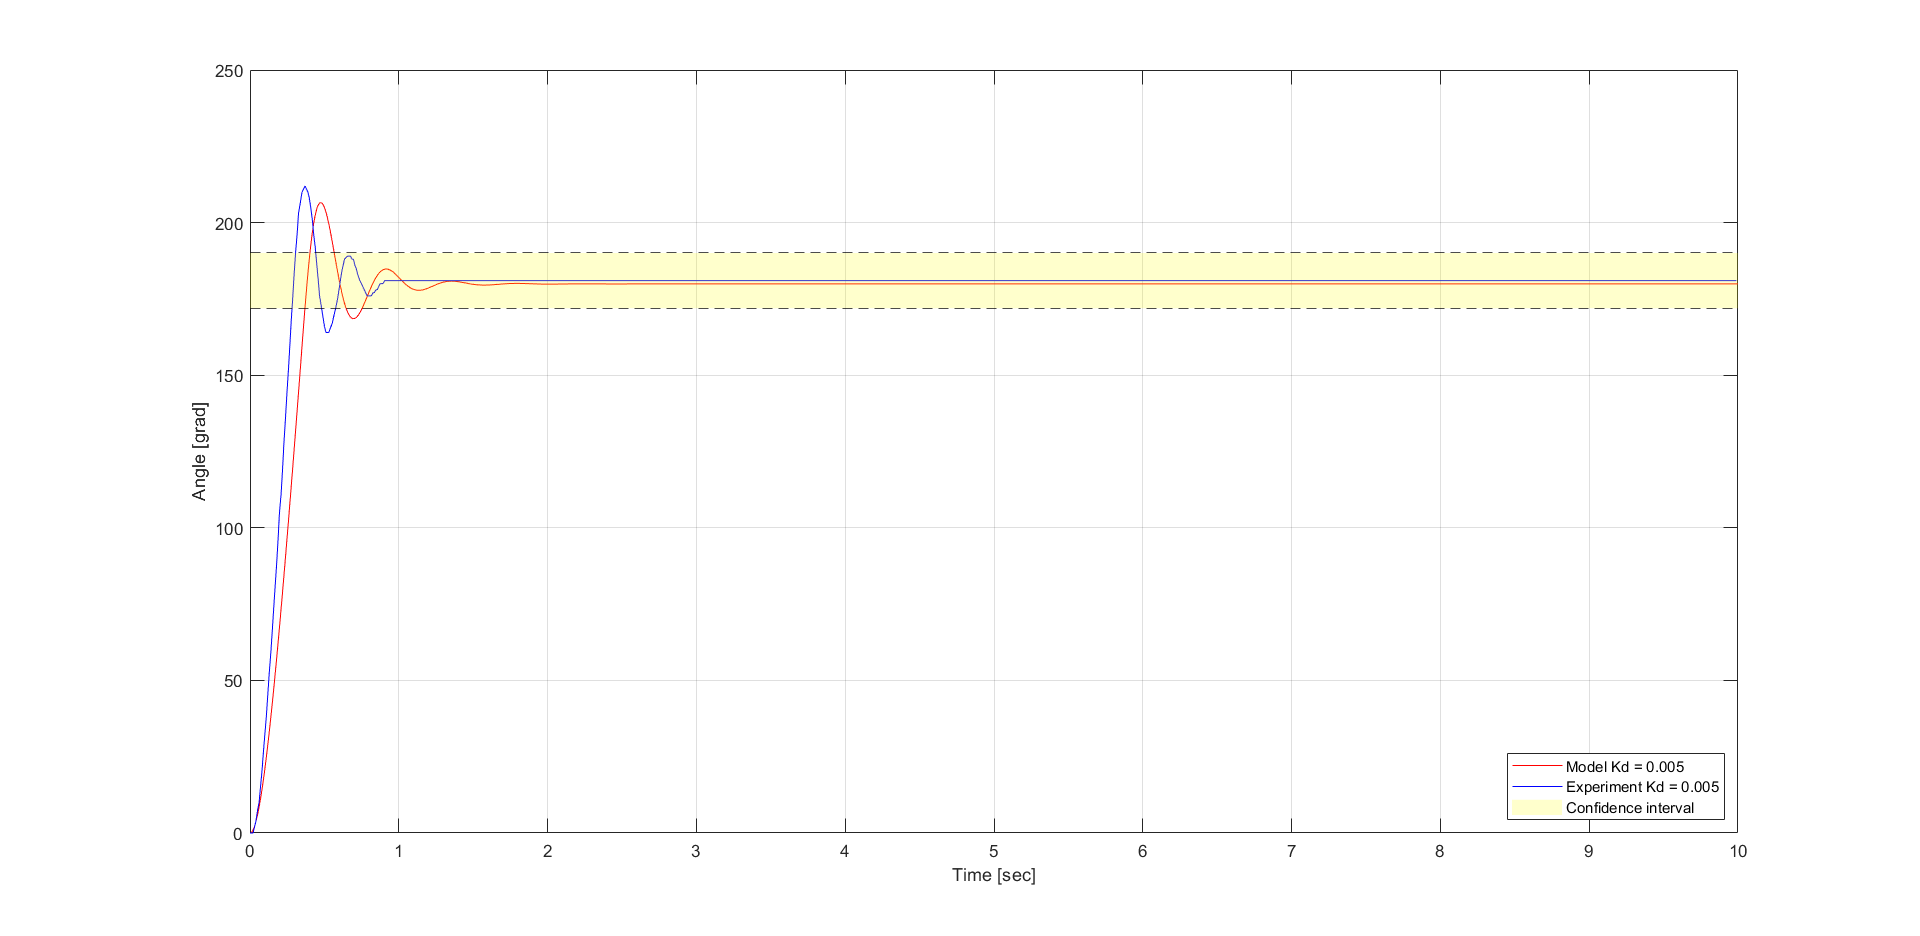 250
200
150
100
50
0
0 1 2 3 4 5 6 7 8 9 10
Angle [grad]
Time [sec]
Model Kd = 0.005
Experiment Kd = 0.005
Confidence interval